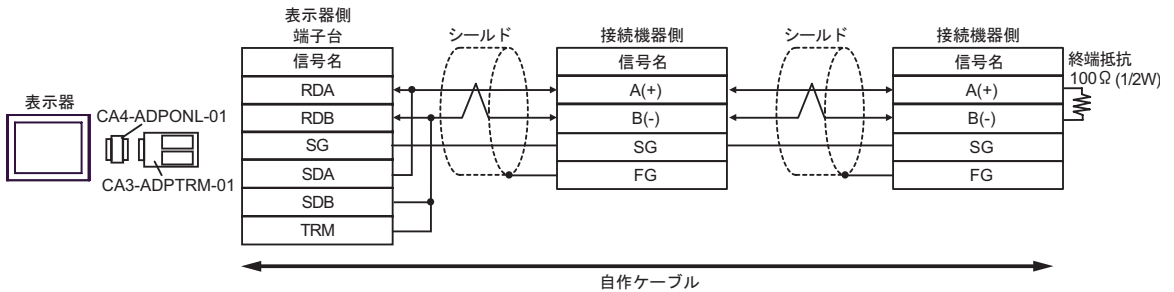 表示器
CA4-ADPONL-01
CA3-ADPTRM-01
表示器側
端子台
信号名
RDA
RDB
SG
SDA
SDB
TRM
シールド
接続機器側
信号名
A(+)
B(-)
SG
FG
シールド
接続機器側
信号名
A(+)
B(-)
SG
FG
終端抵抗
100Ω (1/2W)
自作ケーブル